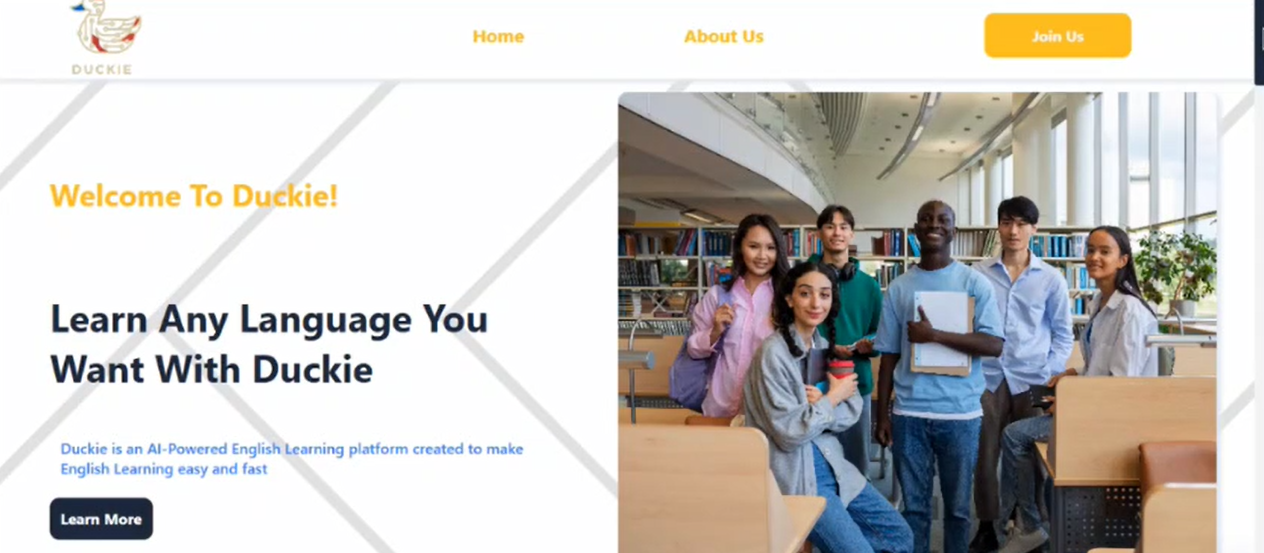 DUCKIE
Home
About Us
Join Us
Welcome To Duckie!
Learn Any Language You
Want With Duckie
Duckie is an AI-Powered English Learning platform created to make
English Learning easy and fast
Learn More